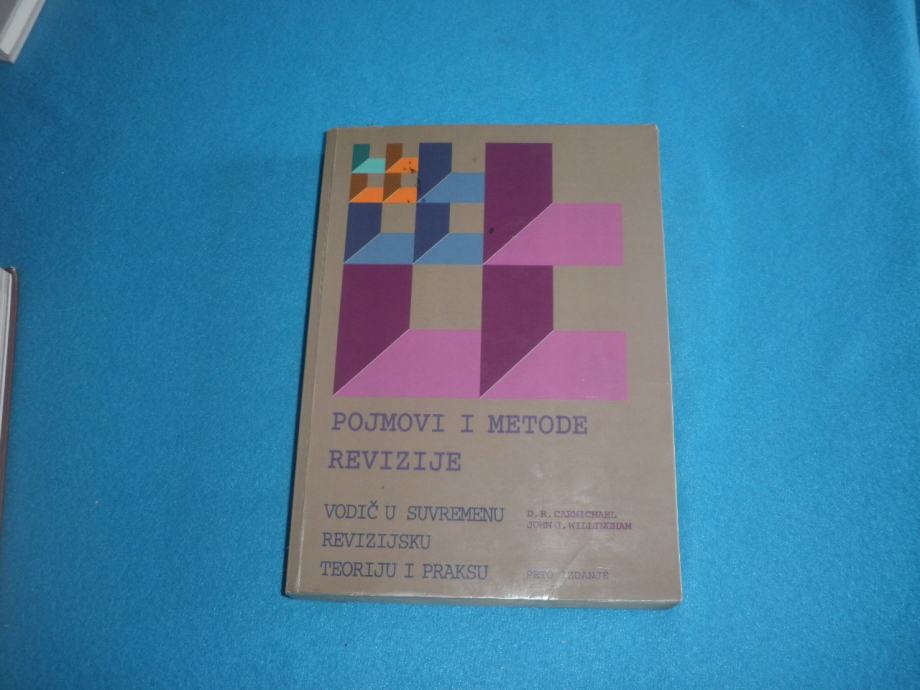 POJMOVI I METODE
REVIZIJE
VODIČ U SUVREMENU
REVIZIJSKU
TEORIJU I PRAKSU
D.R. CARMICHAEL
JOHN J. WILLINGHAM
PETO IZDANJE